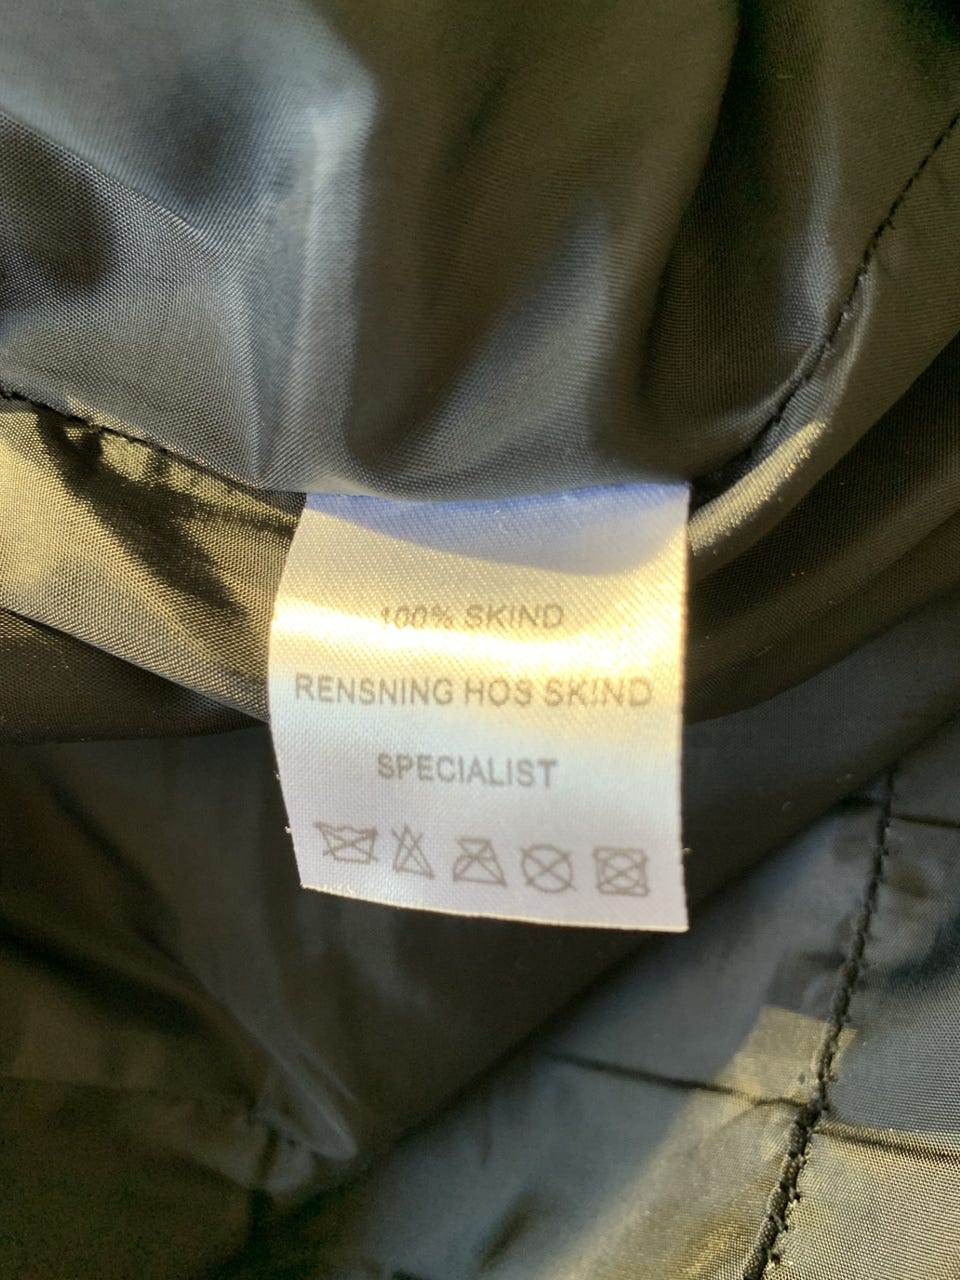 100% SKIND
RENSNING HOS SKIND
SPECIALIST